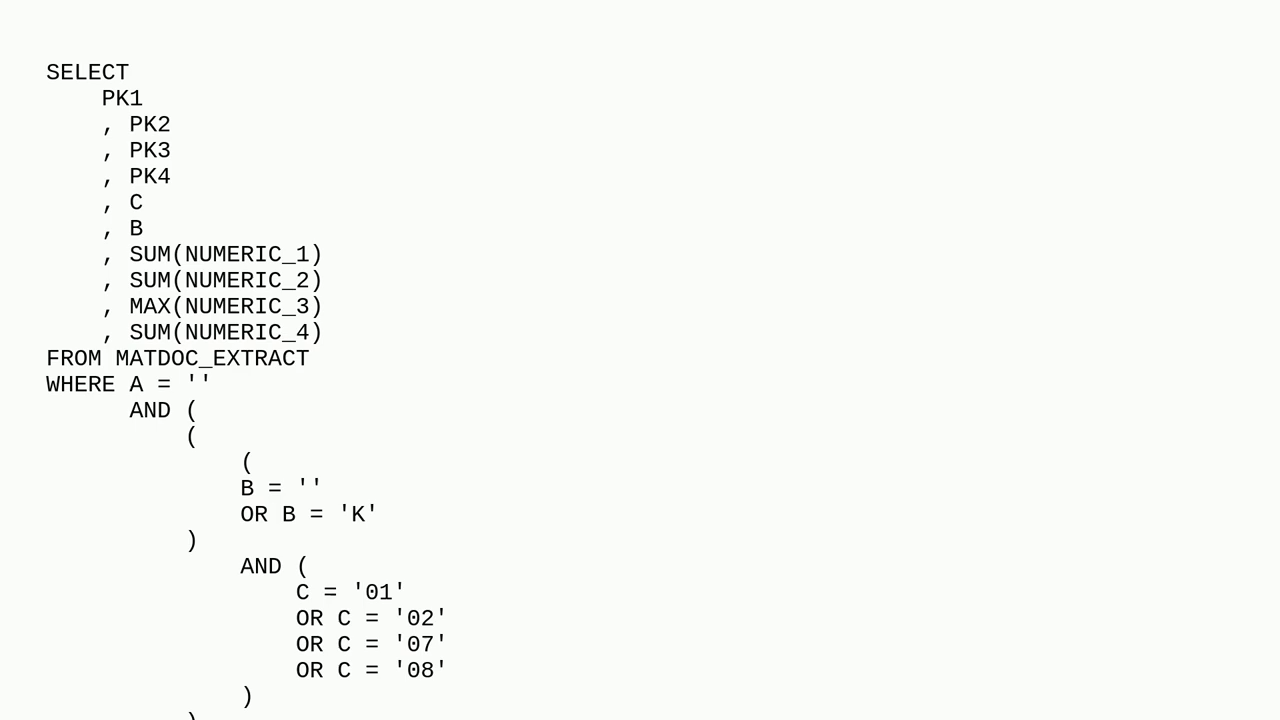 SELECT
    PK1
    , PK2
    , PK3
    , PK4
    , C
    , B
    , SUM(NUMERIC_1)
    , SUM(NUMERIC_2)
    , MAX(NUMERIC_3)
    , SUM(NUMERIC_4)
FROM MATDOC_EXTRACT
WHERE A = ''
      AND (
          (
              (
              B = ''
              OR B = 'K'
          )
              AND (
                  C = '01'
                  OR C = '02'
                  OR C = '07'
                  OR C = '08'
              )
          )